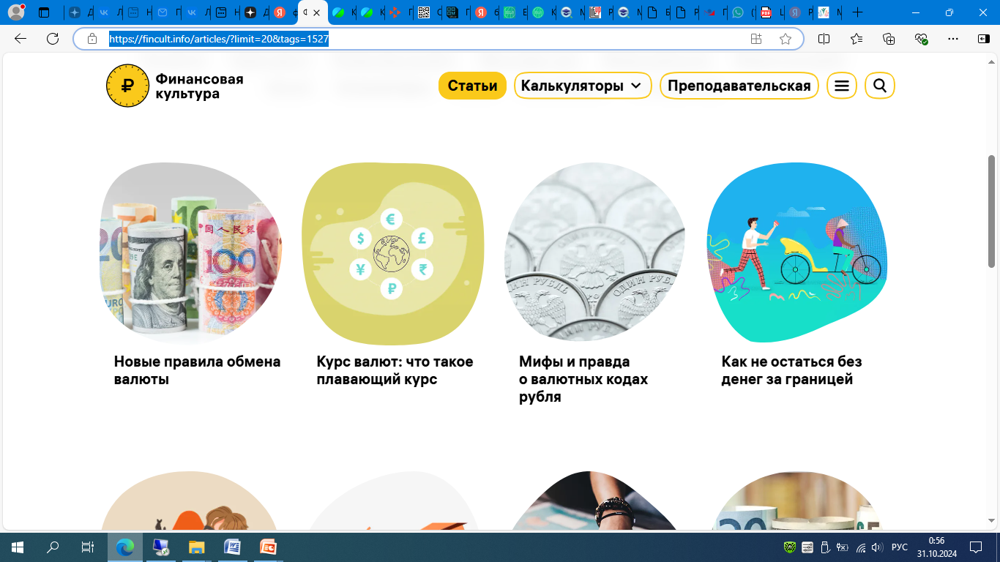 https://fincult.info/articles/?limit=20&tags=1527
Финансовая
культура
Статьи
Калькуляторы
Преподавательская
Новые правила обмена
валюты
Курс валют: что такое
плавающий курс
Мифы и правда
о валютных кодах
рубля
Как не остаться без
денег за границей
РУС
0:56
31.10.2024